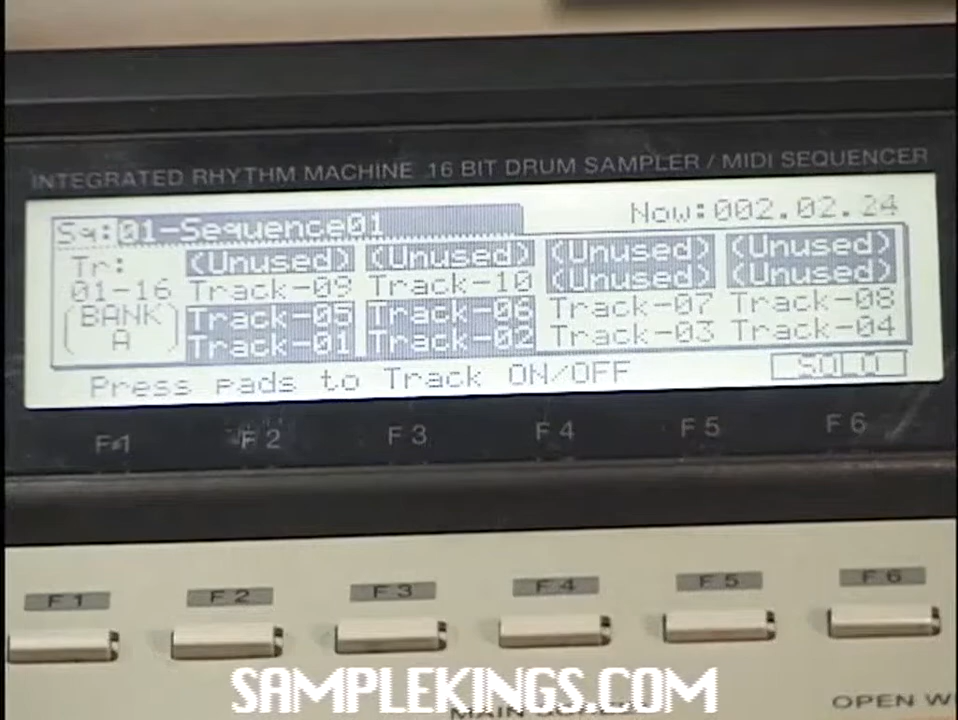 INTEGRATED RHYTHM MACHINE 16 BIT DRUM SAMPLER / MIDI SEQUENCER
Sq:01-Sequence01 Now:002.02.24
Tr: (Unused) (Unused) (Unused) (Unused)
01-16 Track-09 Track-10 (Unused) (Unused)
(BANK) Track-05 Track-06 Track-07 Track-08
A Track-01 Track-02 Track-03 Track-04
Press pads to Track ON/OFF SOLO
F1 F2 F3 F4 F5 F6
F1 F2 F3 F4 F5 F6
SAMPLEKINGS.COM
MAIN OPEN